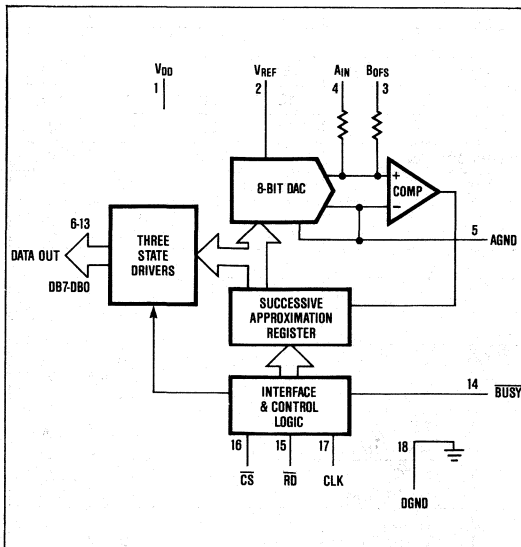 VDD
1
VREF
2
AIN
4
BOFS
3
8-BIT DAC
+
−
COMP
5
AGND
6-13
DATA OUT
DB7-DB0
THREE
STATE
DRIVERS
SUCCESSIVE
APPROXIMATION
REGISTER
INTERFACE
& CONTROL
LOGIC
14
BUSY
16
15
17
CS
RD
CLK
18
DGND